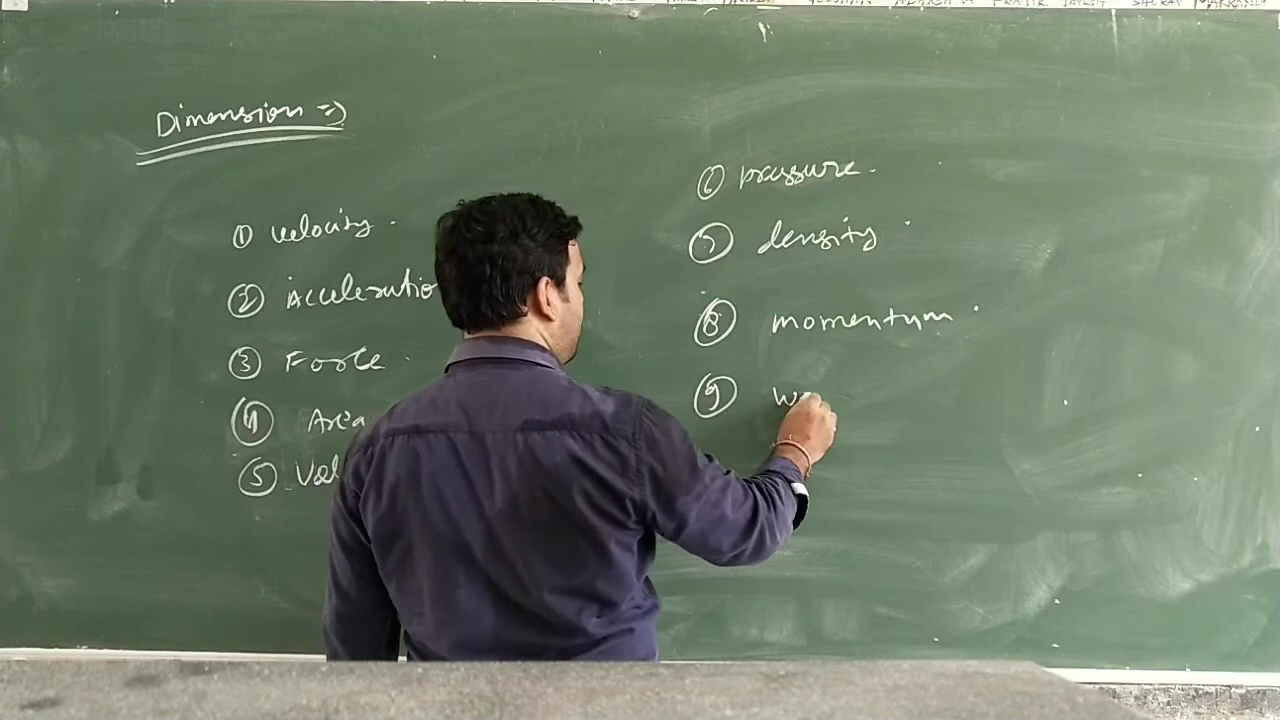 Dimension =>
① velocity.
② Acceleratio
③ Force.
④ Area
⑤ Vol
⑥ pressure.
⑦ density.
⑧ momentum.
⑨ w